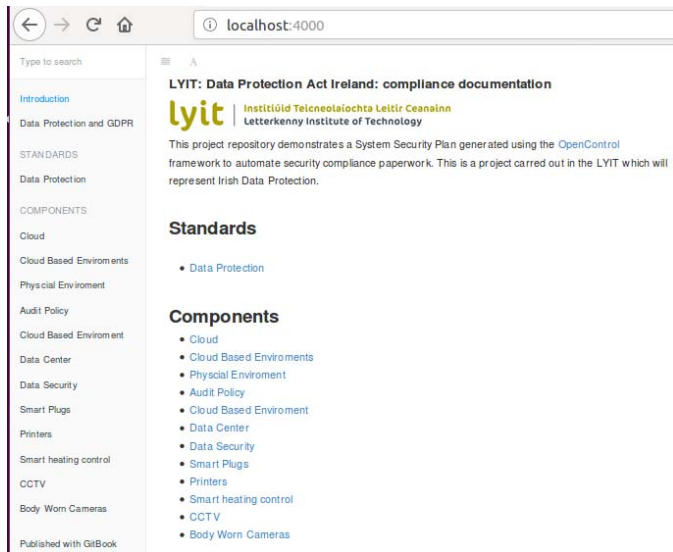 localhost:4000
Type to search
A
Introduction
Data Protection and GDPR
STANDARDS
Data Protection
COMPONENTS
Cloud
Cloud Based Enviroments
Physcial Enviroment
Audit Policy
Cloud Based Enviroment
Data Center
Data Security
Smart Plugs
Printers
Smart heating control
CCTV
Body Worn Cameras
Published with GitBook
LYIT: Data Protection Act Ireland: compliance documentation
lyit
Institiúid Teicneolaíochta Leitir Ceanainn
Letterkenny Institute of Technology
This project repository demonstrates a System Security Plan generated using the OpenControl
framework to automate security compliance paperwork. This is a project carred out in the LYIT which will
represent Irish Data Protection.
Standards
• Data Protection
Components
• Cloud
• Cloud Based Enviroments
• Physcial Enviroment
• Audit Policy
• Cloud Based Enviroment
• Data Center
• Data Security
• Smart Plugs
• Printers
• Smart heating control
• CCTV
• Body Worn Cameras